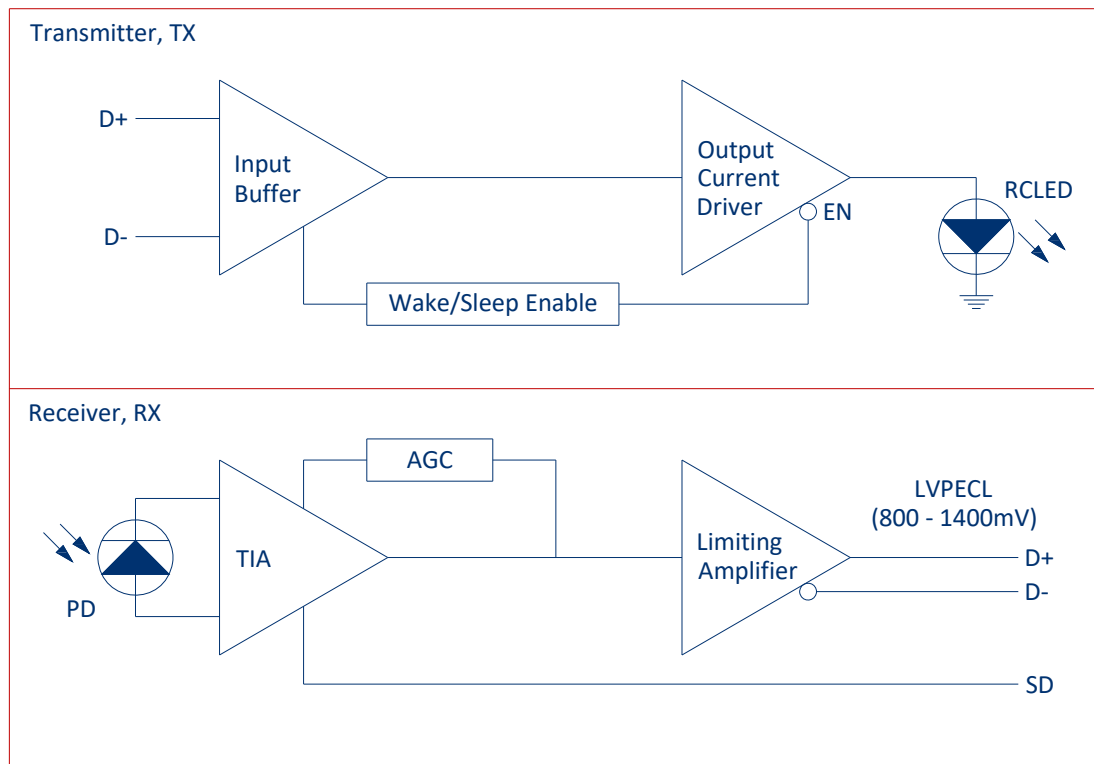 Transmitter, TX
D+
D-
Input
Buffer
Output
Current
Driver
EN
RCLED
Wake/Sleep Enable
Receiver, RX
AGC
PD
TIA
Limiting
Amplifier
LVPECL
(800 - 1400mV)
D+
D-
SD